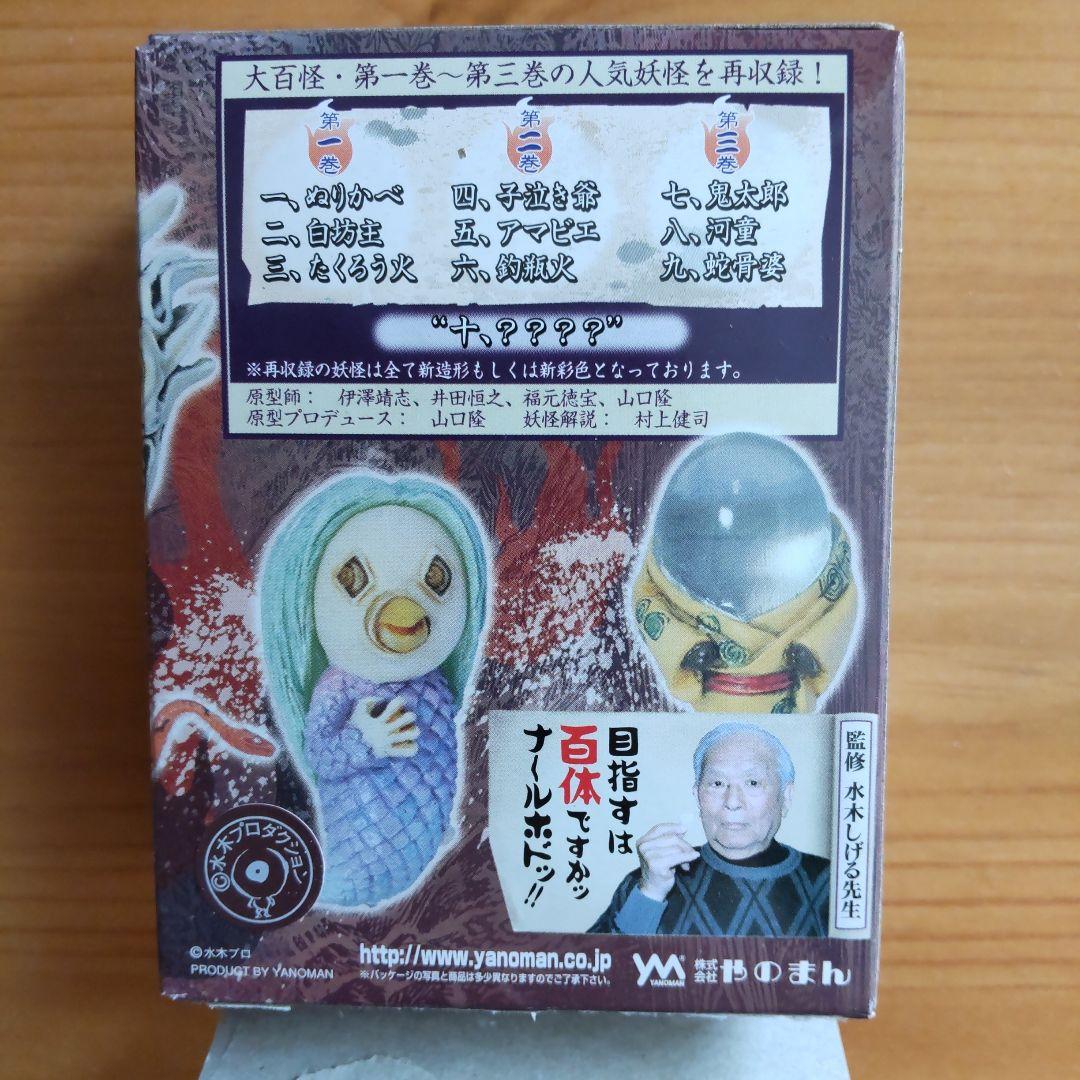 大百怪・第一巻～第三巻の人気妖怪を再収録！
第一巻
一、ぬりかべ
二、白坊主
三、たくろう火
第二巻
四、子泣き爺
五、アマビエ
六、釣瓶火
第三巻
七、鬼太郎
八、河童
九、蛇骨婆
“十、？？？？”
※再収録の妖怪は全て新造形もしくは新彩色となっております。
原型師： 伊澤靖志、井田恒之、福元徳宝、山口隆
原型プロデュース： 山口隆 妖怪解説： 村上健司
目指すは
百体ですかッ
ナ～ルホドッ!!
監修 水木しげる先生
©水木プロダクション
©水木プロ
PRODUCT BY YANOMAN
http://www.yanoman.co.jp
※パッケージの写真と商品は多少異なりますのでご了承下さい。
YM®
YANOMAN
株式会社 やのまん